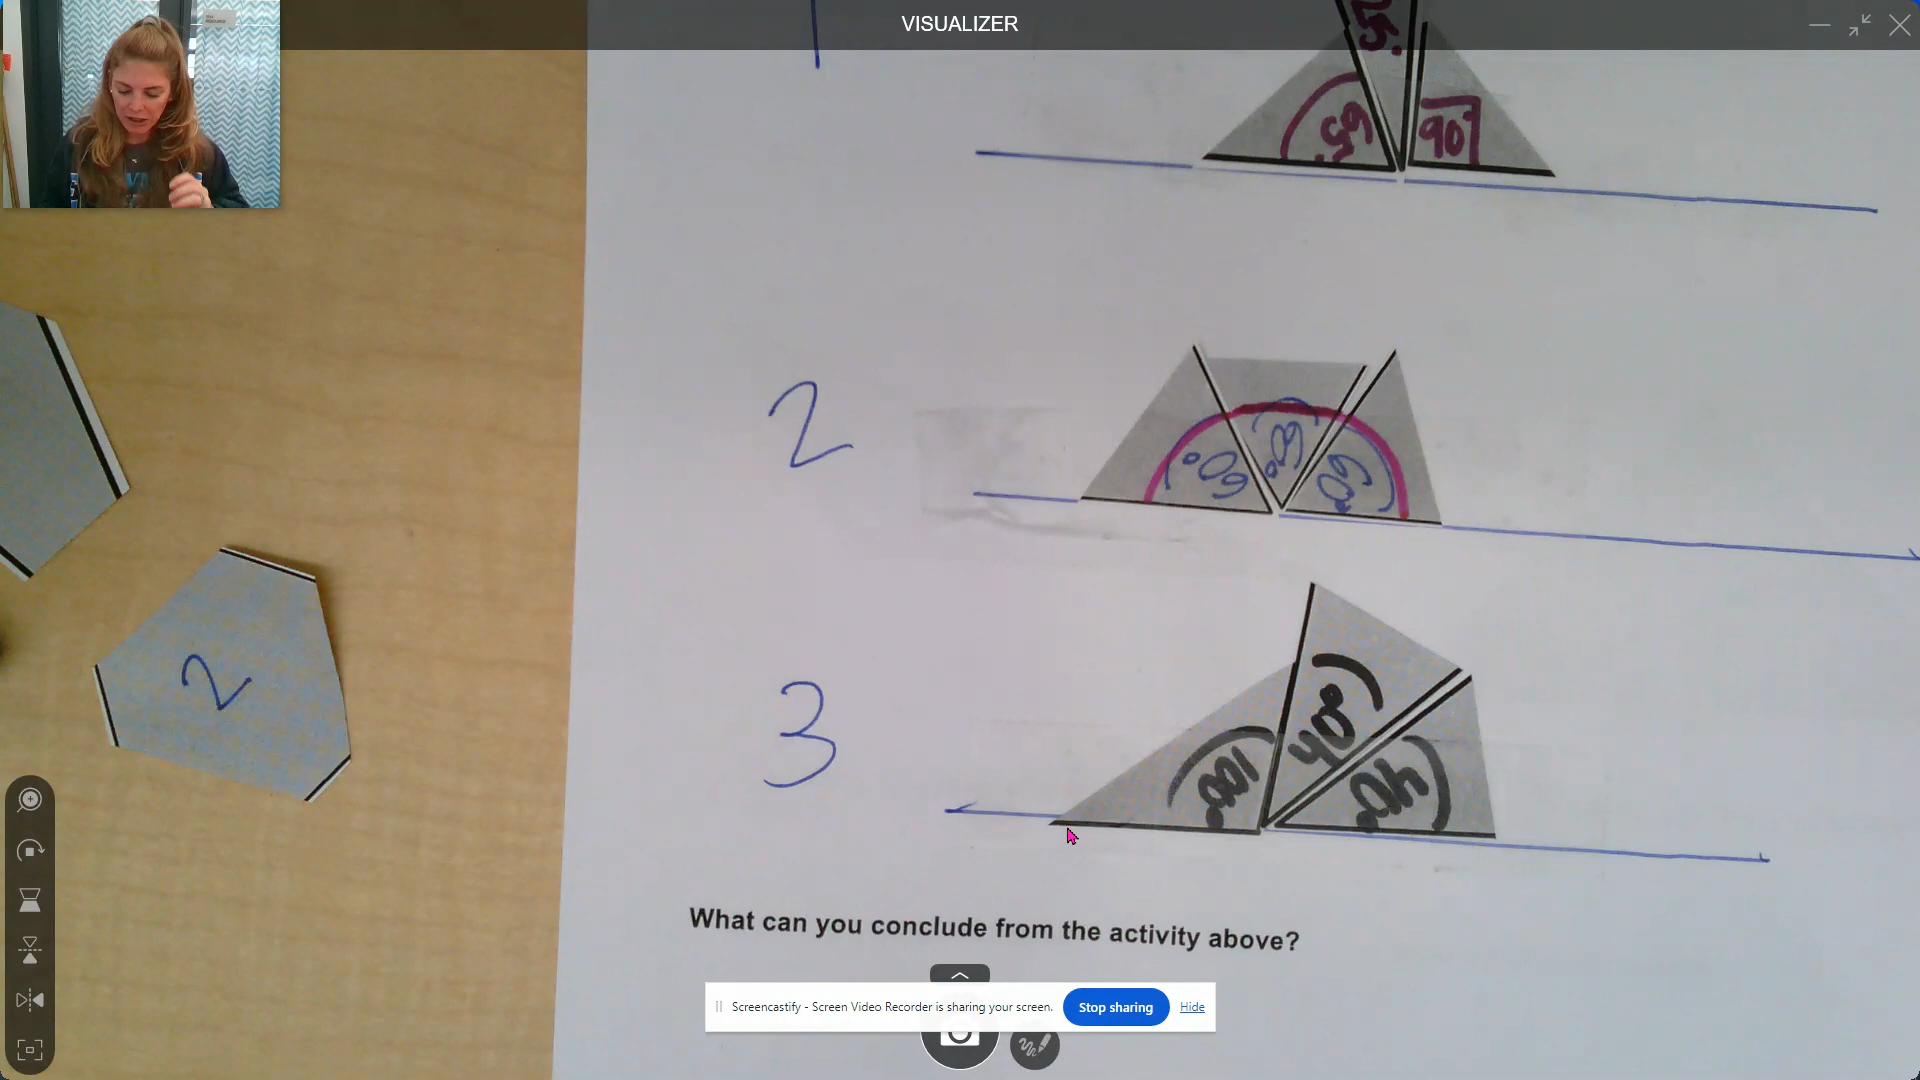 VISUALIZER
25°
65°
90°
2
60°
60°
60°
2
3
100°
40°
40°
What can you conclude from the activity above?
Screencastify - Screen Video Recorder is sharing your screen.
Stop sharing
Hide